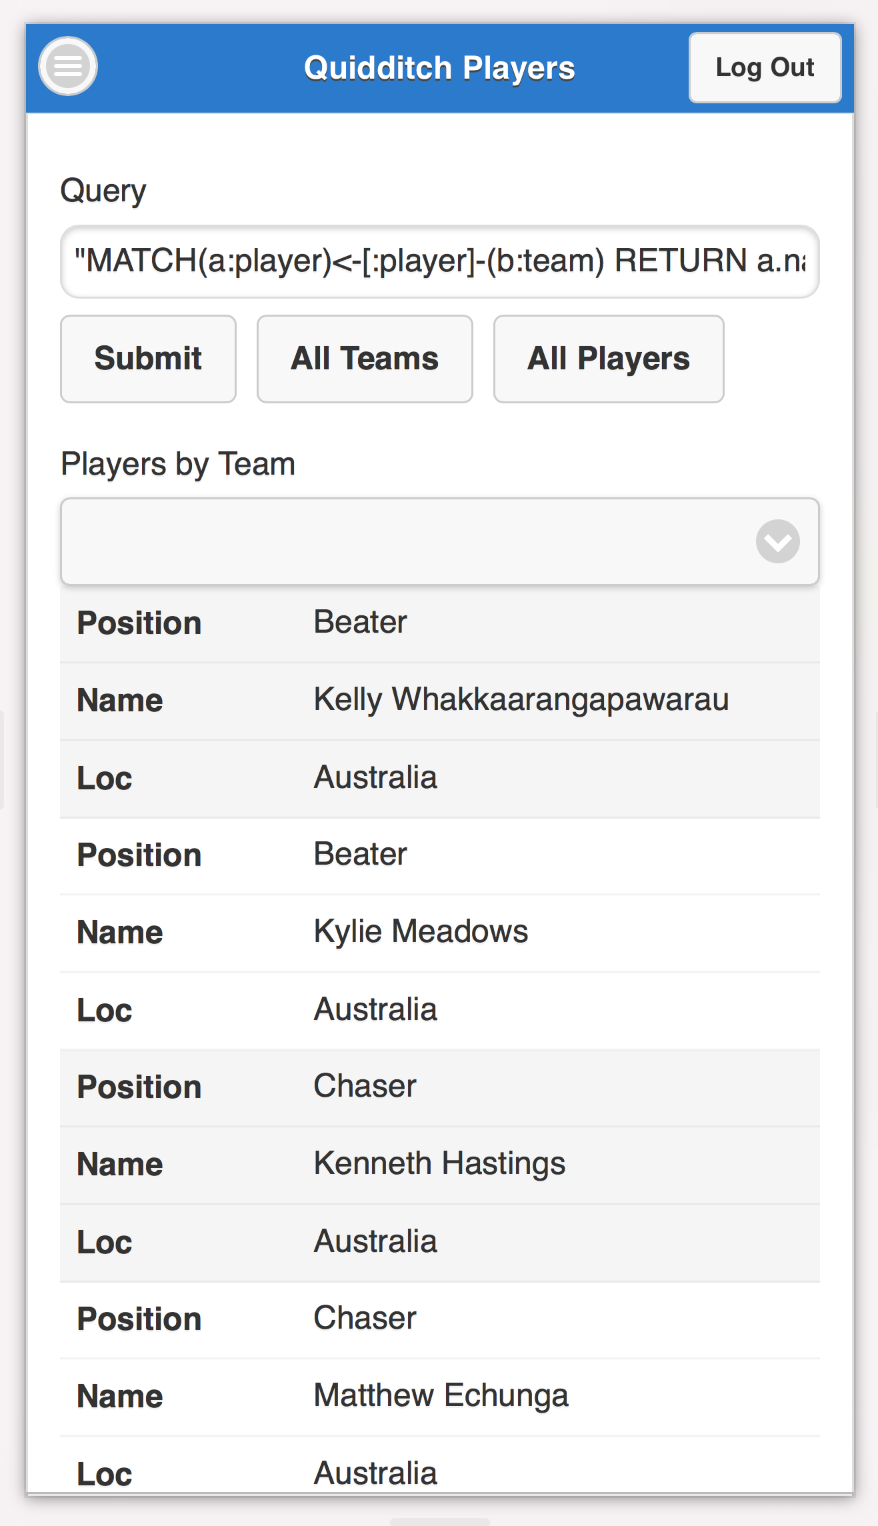 Quidditch Players
Log Out
Query
"MATCH(a:player)<-[:player]-(b:team) RETURN a.na
Submit
All Teams
All Players
Players by Team
Position Beater
Name Kelly Whakkaarangapawarau
Loc Australia
Position Beater
Name Kylie Meadows
Loc Australia
Position Chaser
Name Kenneth Hastings
Loc Australia
Position Chaser
Name Matthew Echunga
Loc Australia